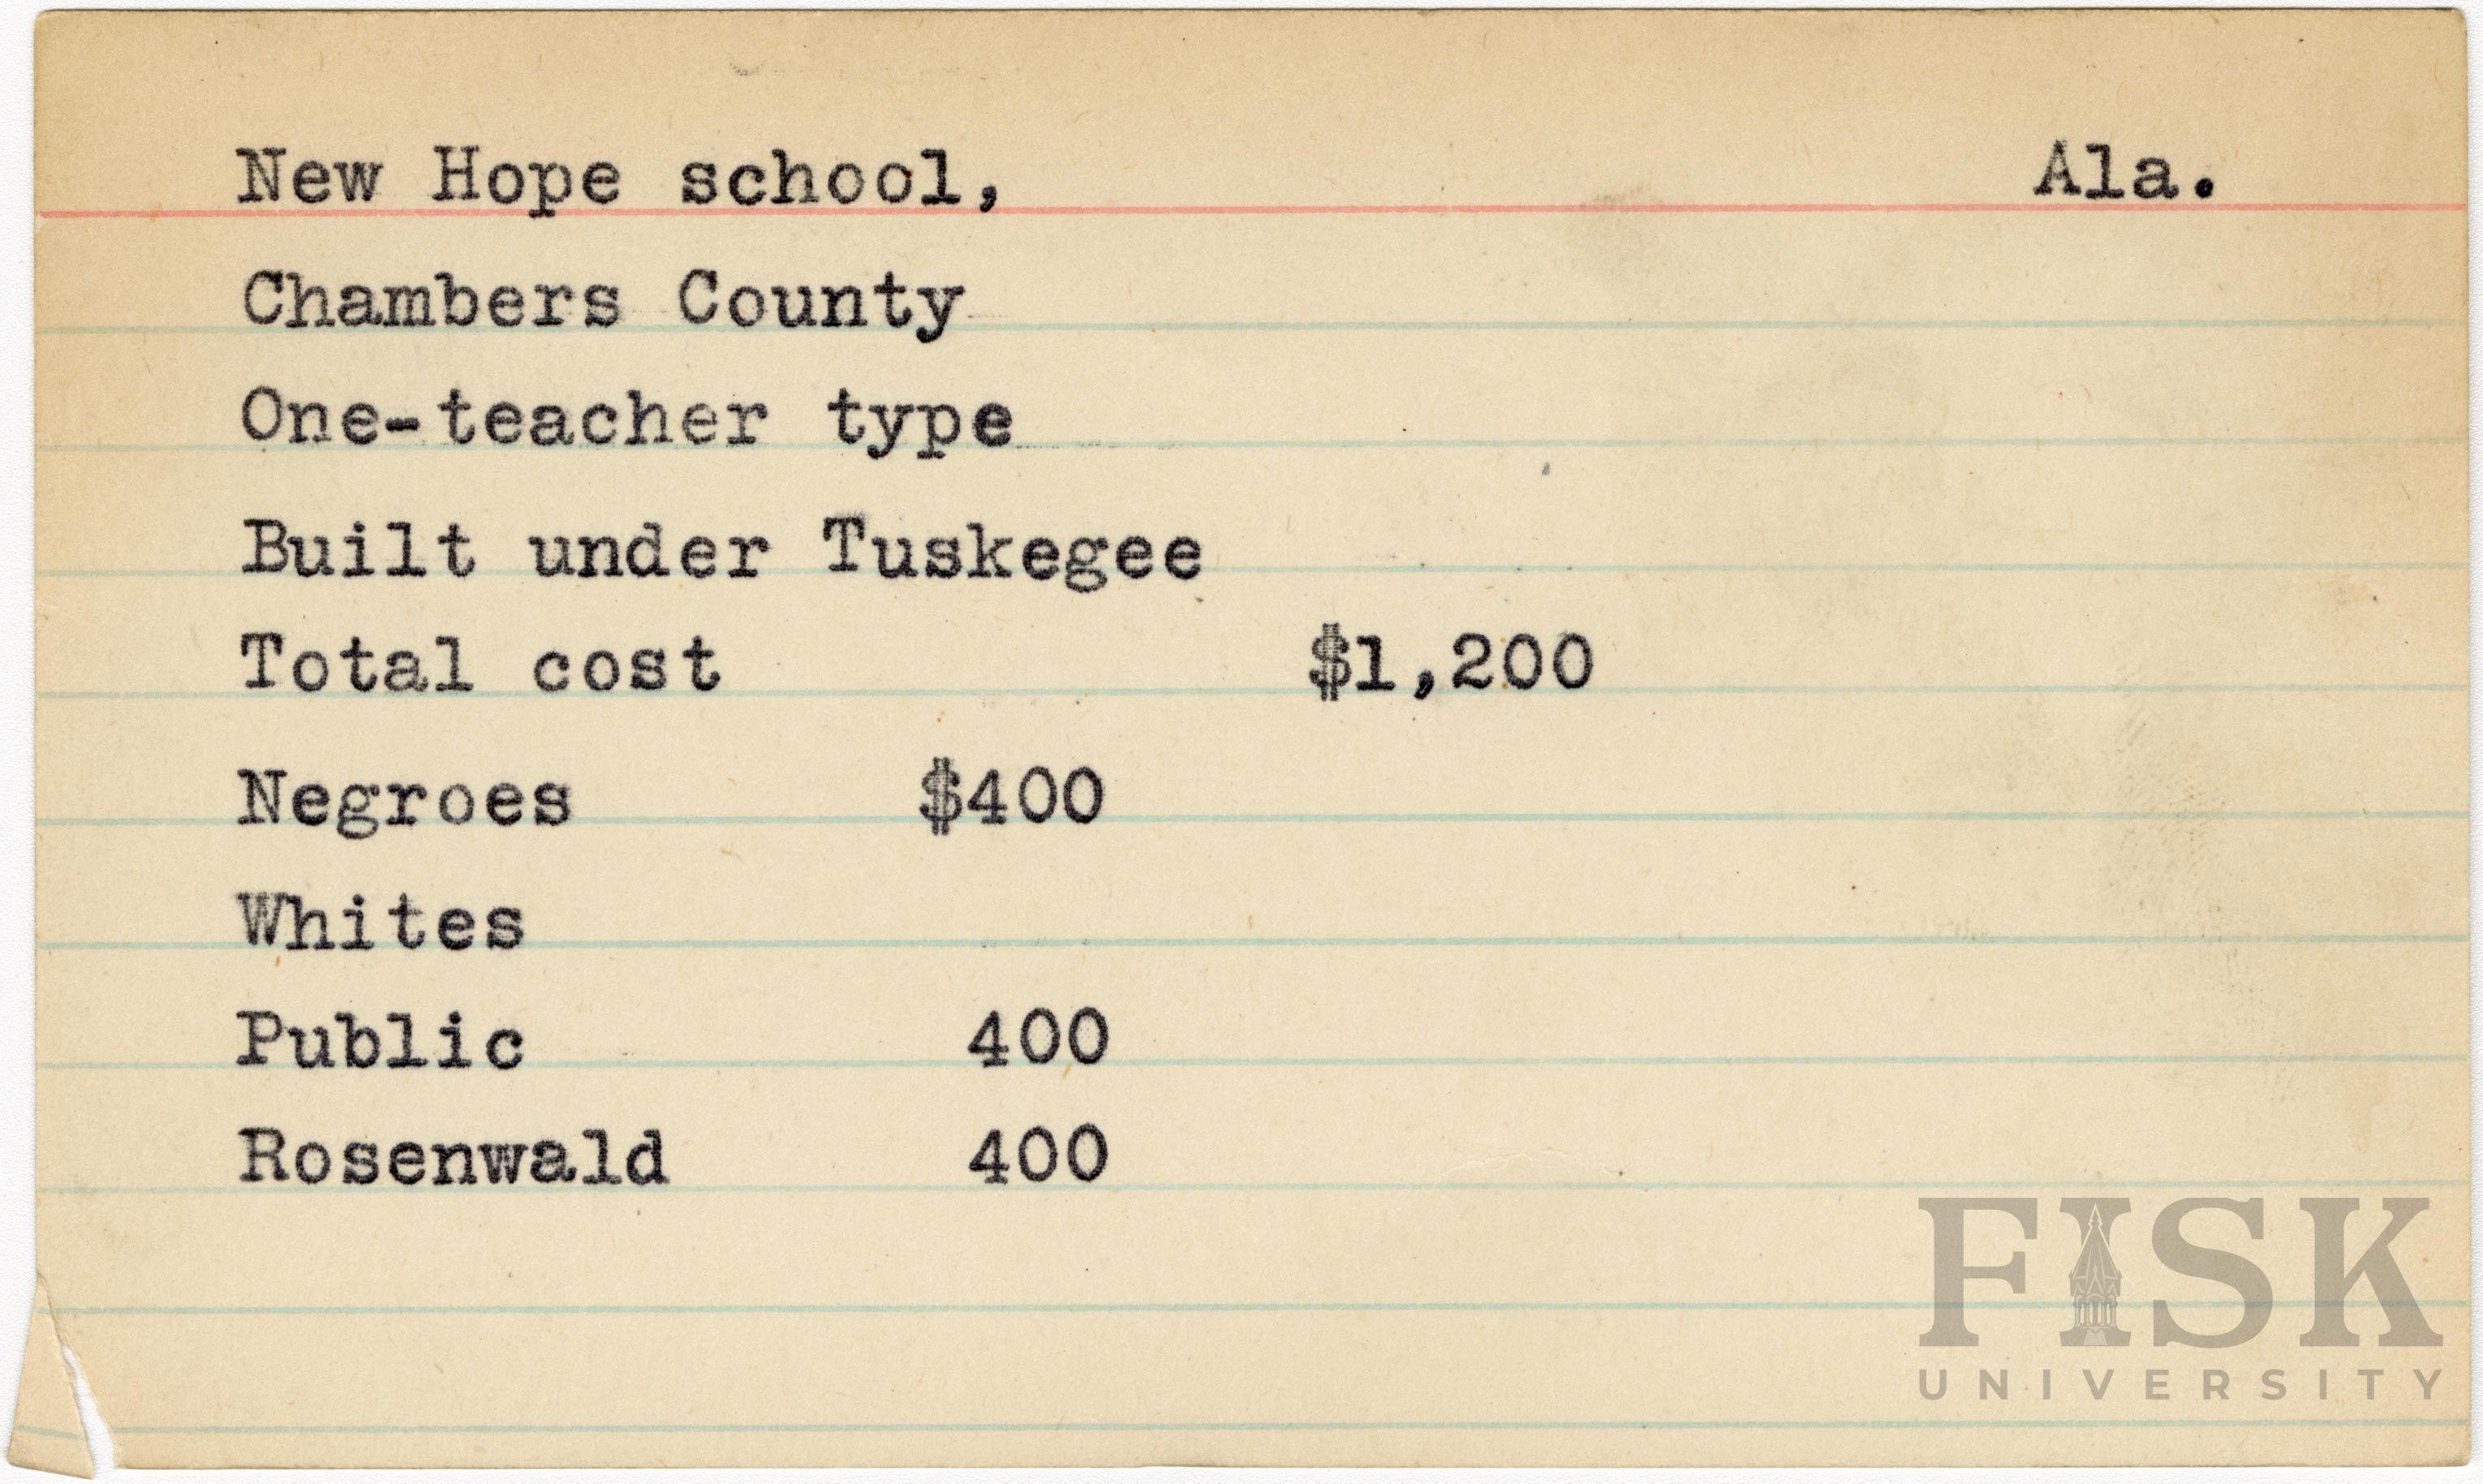 New Hope school, Ala.
Chambers County
One-teacher type
Built under Tuskegee
Total cost $1,200
Negroes $400
Whites
Public 400
Rosenwald 400
FISK
UNIVERSITY